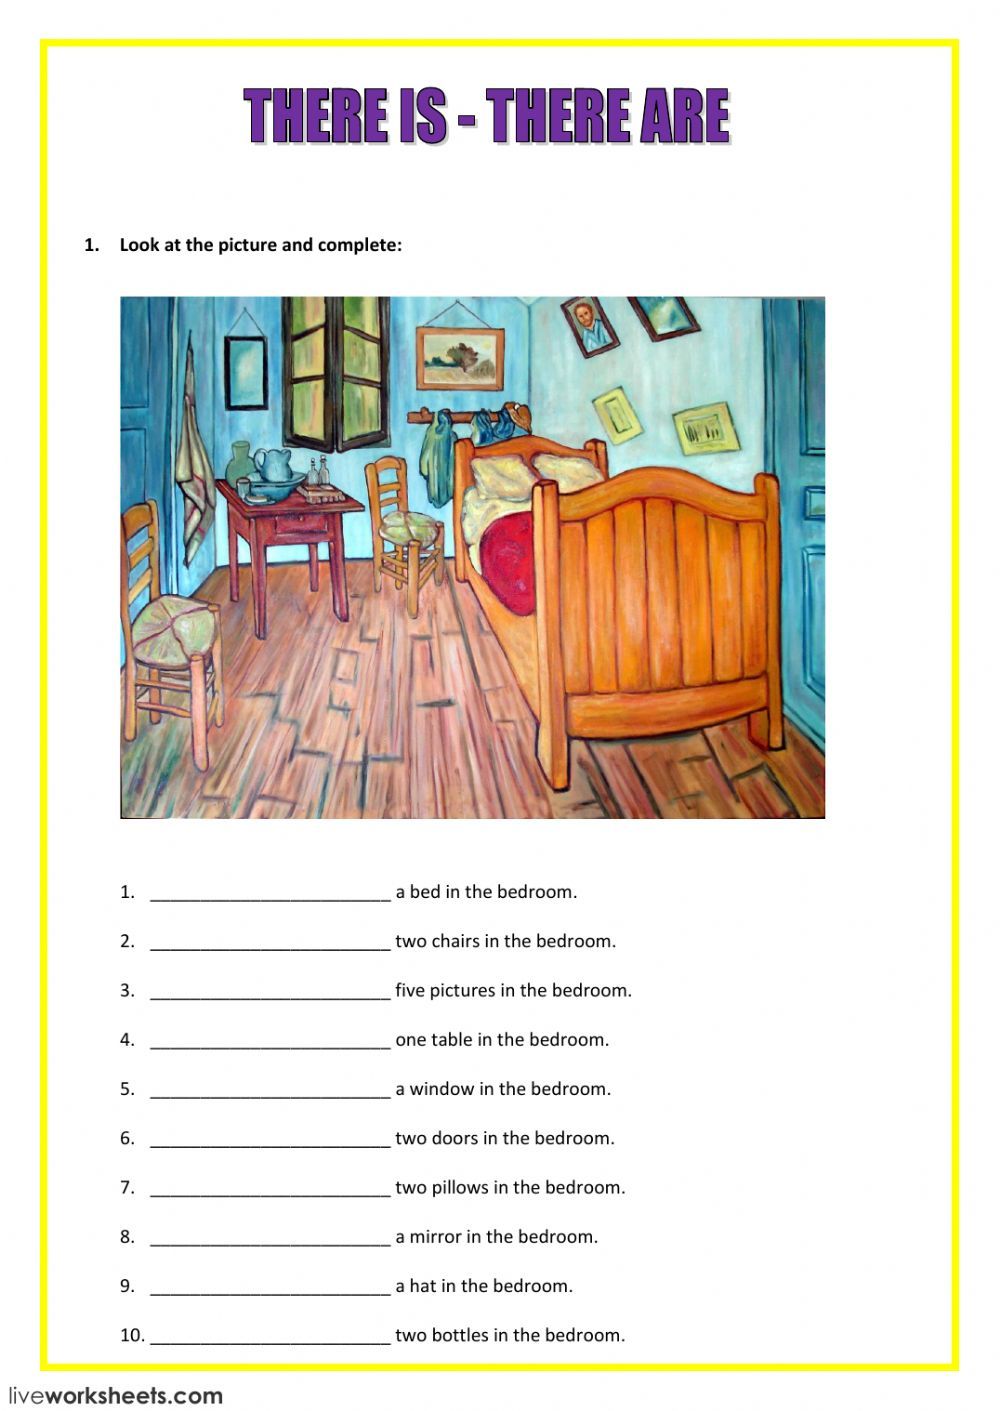 THERE IS - THERE ARE
1. Look at the picture and complete:
1. ________________________ a bed in the bedroom.
2. ________________________ two chairs in the bedroom.
3. ________________________ five pictures in the bedroom.
4. ________________________ one table in the bedroom.
5. ________________________ a window in the bedroom.
6. ________________________ two doors in the bedroom.
7. ________________________ two pillows in the bedroom.
8. ________________________ a mirror in the bedroom.
9. ________________________ a hat in the bedroom.
10. ________________________ two bottles in the bedroom.
liveworksheets.com